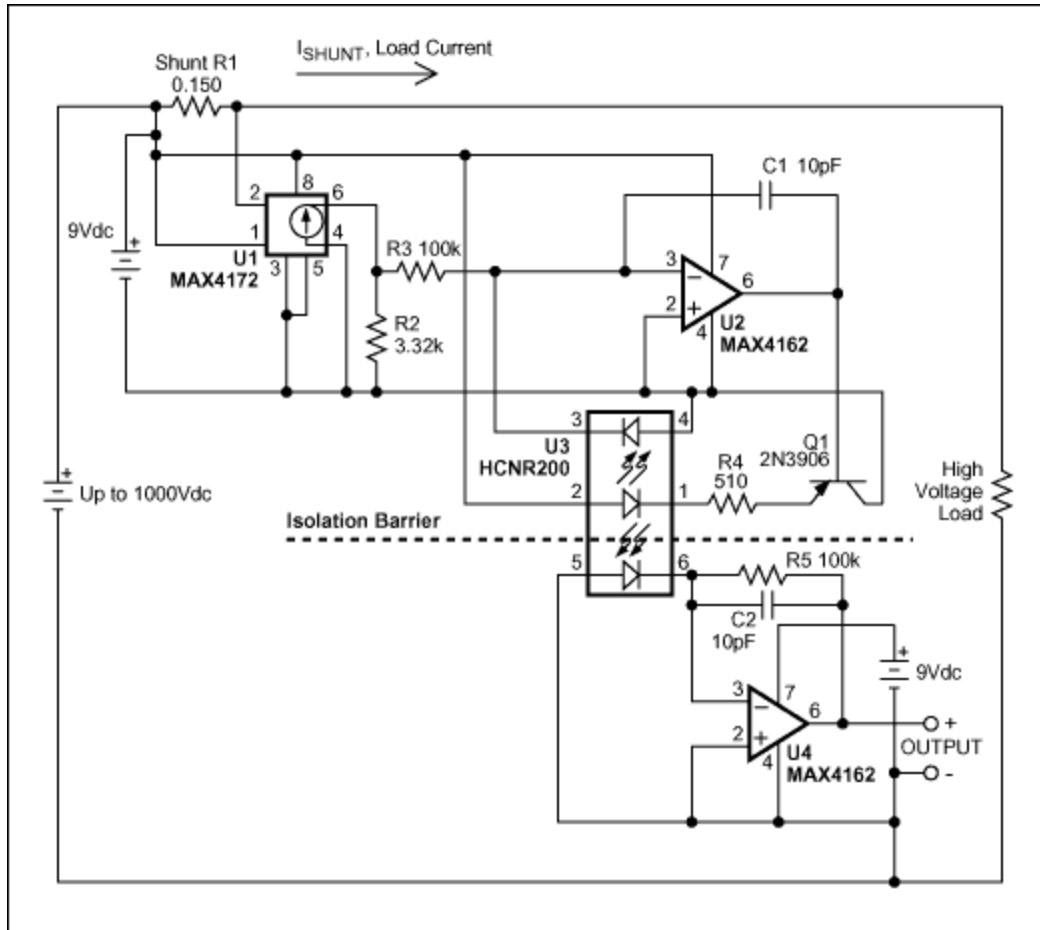 I_SHUNT, Load Current
Shunt R1
0.150
C1 10pF
2
8
6
1
4
9Vdc
+
U1
3
5
MAX4172
R3 100k
3
7
−
6
2
+
4
U2
MAX4162
R2
3.32k
3
4
U3
HCNR200
Q1
2N3906
R4
510
2
1
+
Up to 1000Vdc
High
Voltage
Load
Isolation Barrier
5
6
R5 100k
C2
10pF
+
9Vdc
3
7
−
6
2
+
4
U4
MAX4162
+
OUTPUT
-